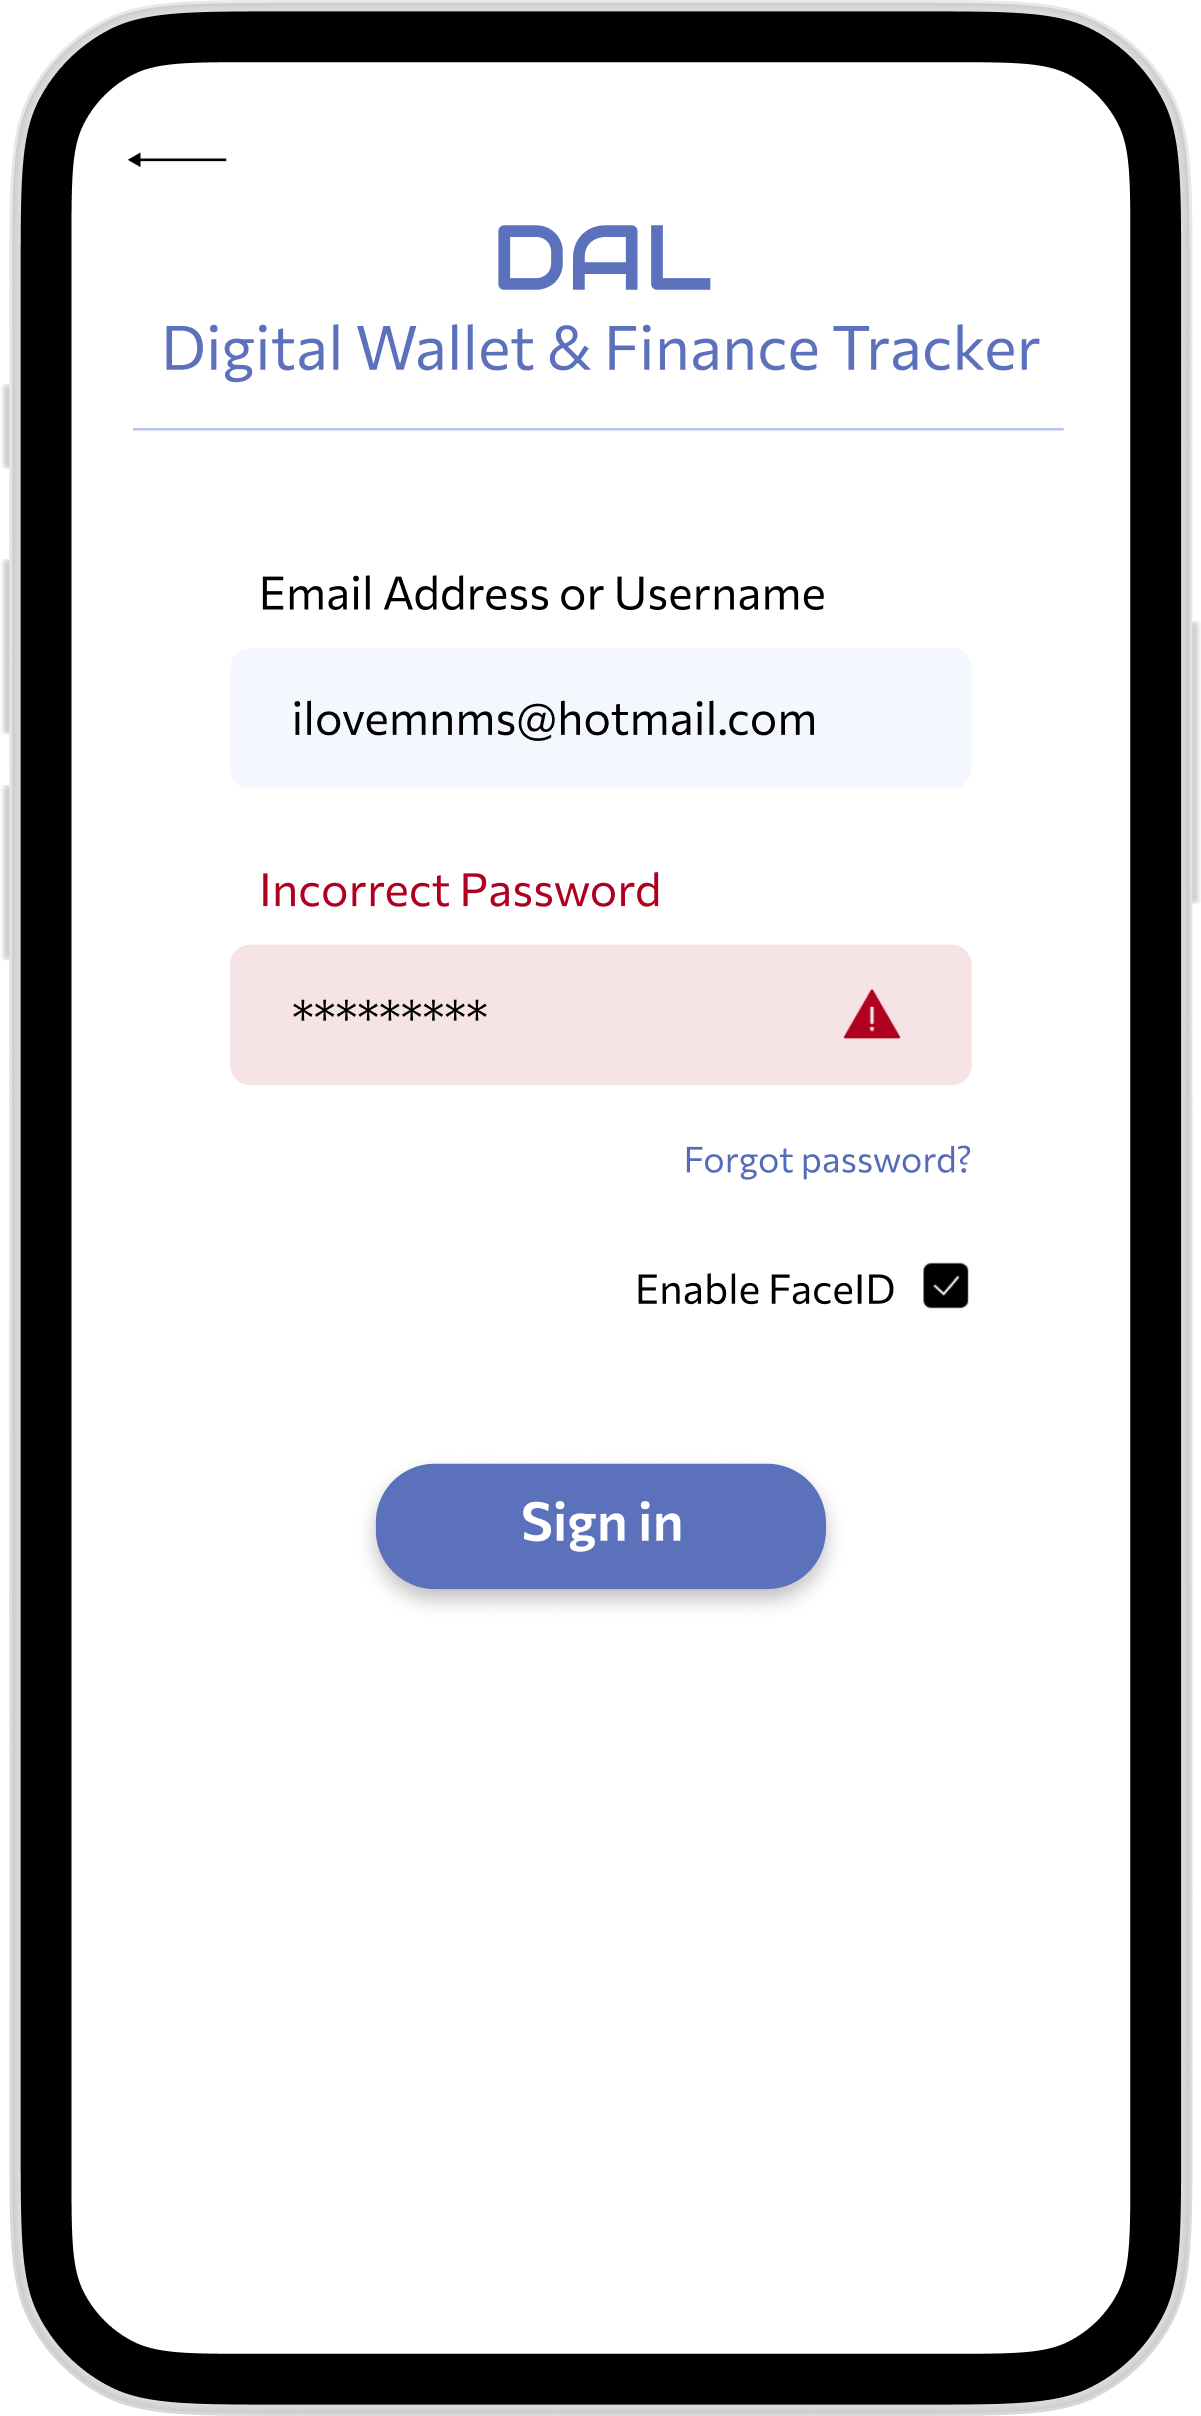 DAL
Digital Wallet & Finance Tracker
Email Address or Username
ilovemnms@hotmail.com
Incorrect Password
*********
Forgot password?
Enable FaceID
Sign in